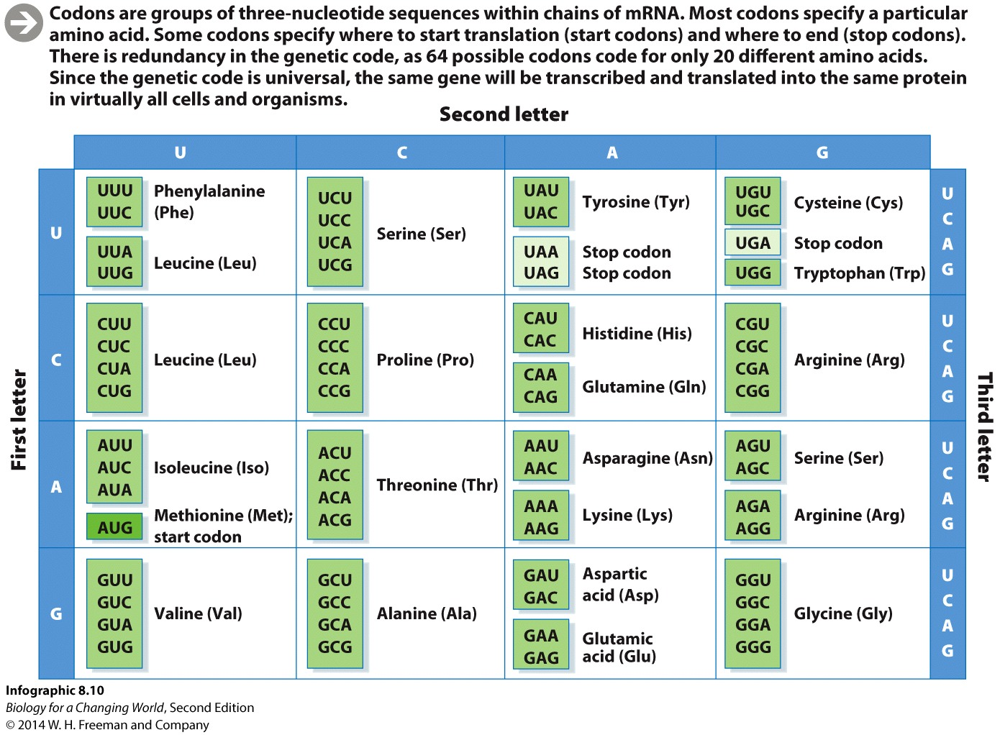 Codons are groups of three-nucleotide sequences within chains of mRNA. Most codons specify a particular
amino acid. Some codons specify where to start translation (start codons) and where to end (stop codons).
There is redundancy in the genetic code, as 64 possible codons code for only 20 different amino acids.
Since the genetic code is universal, the same gene will be transcribed and translated into the same protein
in virtually all cells and organisms.
Second letter
U C A G
First letter
Third letter
U
UUU
UUC
Phenylalanine
(Phe)
UUA
UUG
Leucine (Leu)
UCU
UCC
UCA
UCG
Serine (Ser)
UAU
UAC
Tyrosine (Tyr)
UAA
UAG
Stop codon
Stop codon
UGU
UGC
Cysteine (Cys)
UGA
Stop codon
UGG
Tryptophan (Trp)
U
C
A
G
C
CUU
CUC
CUA
CUG
Leucine (Leu)
CCU
CCC
CCA
CCG
Proline (Pro)
CAU
CAC
Histidine (His)
CAA
CAG
Glutamine (Gln)
CGU
CGC
CGA
CGG
Arginine (Arg)
U
C
A
G
A
AUU
AUC
AUA
Isoleucine (Iso)
AUG
Methionine (Met);
start codon
ACU
ACC
ACA
ACG
Threonine (Thr)
AAU
AAC
Asparagine (Asn)
AAA
AAG
Lysine (Lys)
AGU
AGC
Serine (Ser)
AGA
AGG
Arginine (Arg)
U
C
A
G
G
GUU
GUC
GUA
GUG
Valine (Val)
GCU
GCC
GCA
GCG
Alanine (Ala)
GAU
GAC
Aspartic
acid (Asp)
GAA
GAG
Glutamic
acid (Glu)
GGU
GGC
GGA
GGG
Glycine (Gly)
U
C
A
G
Infographic 8.10
Biology for a Changing World, Second Edition
© 2014 W. H. Freeman and Company